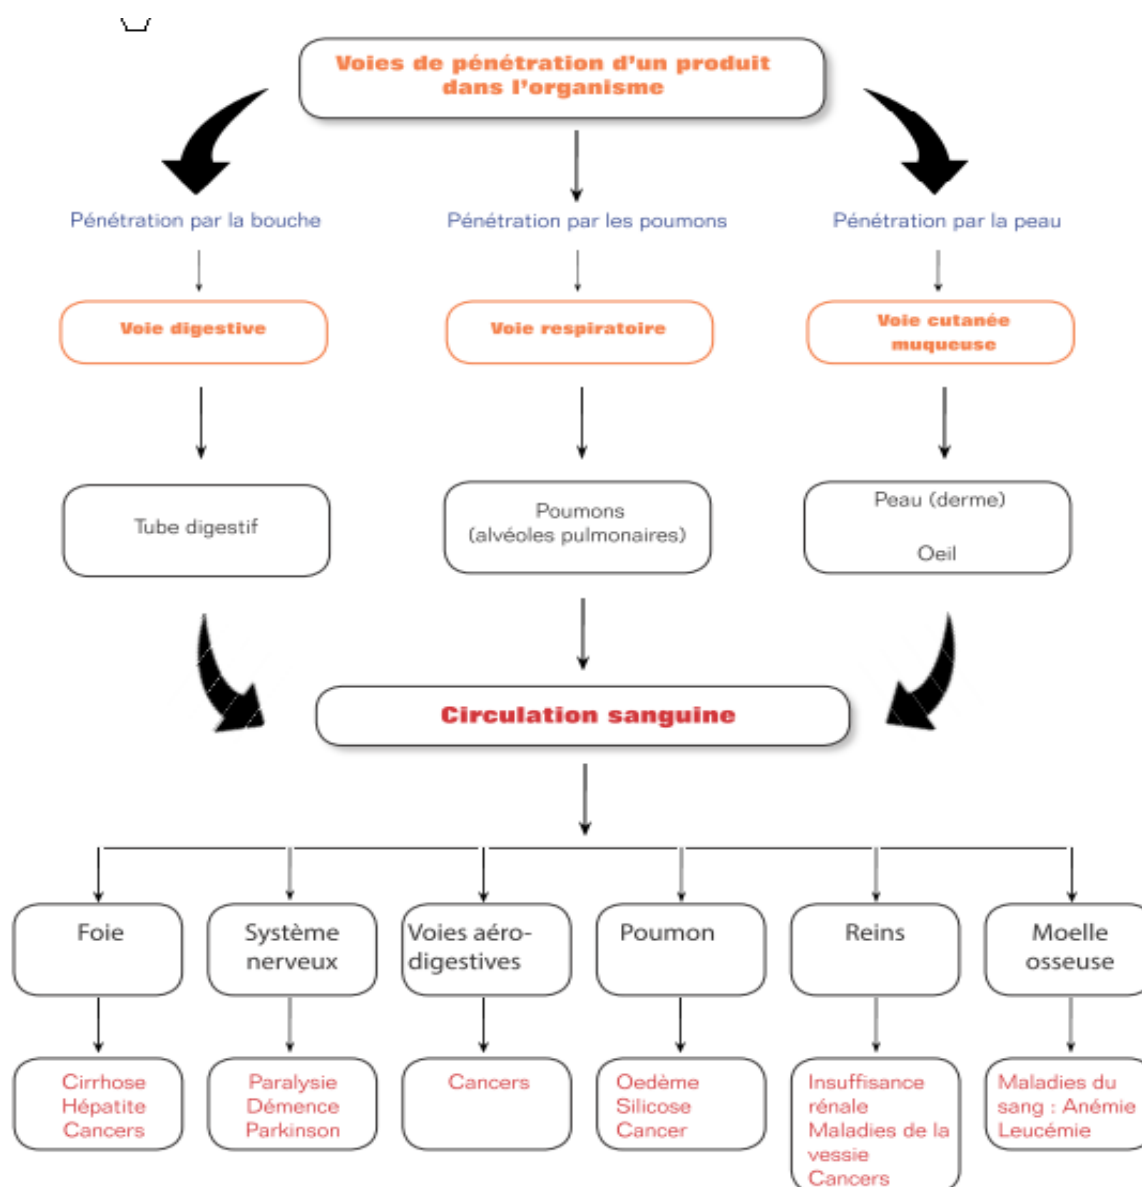 Voies de pénétration d'un produit
dans l'organisme
Pénétration par la bouche
Pénétration par les poumons
Pénétration par la peau
Voie digestive
Voie respiratoire
Voie cutanée
muqueuse
Tube digestif
Poumons
(alvéoles pulmonaires)
Peau (derme)
Oeil
Circulation sanguine
Foie
Système
nerveux
Voies aéro-
digestives
Poumon
Reins
Moelle
osseuse
Cirrhose
Hépatite
Cancers
Paralysie
Démence
Parkinson
Cancers
Oedème
Silicose
Cancer
Insuffisance
rénale
Maladies de la
vessie
Cancers
Maladies du
sang : Anémie
Leucémie